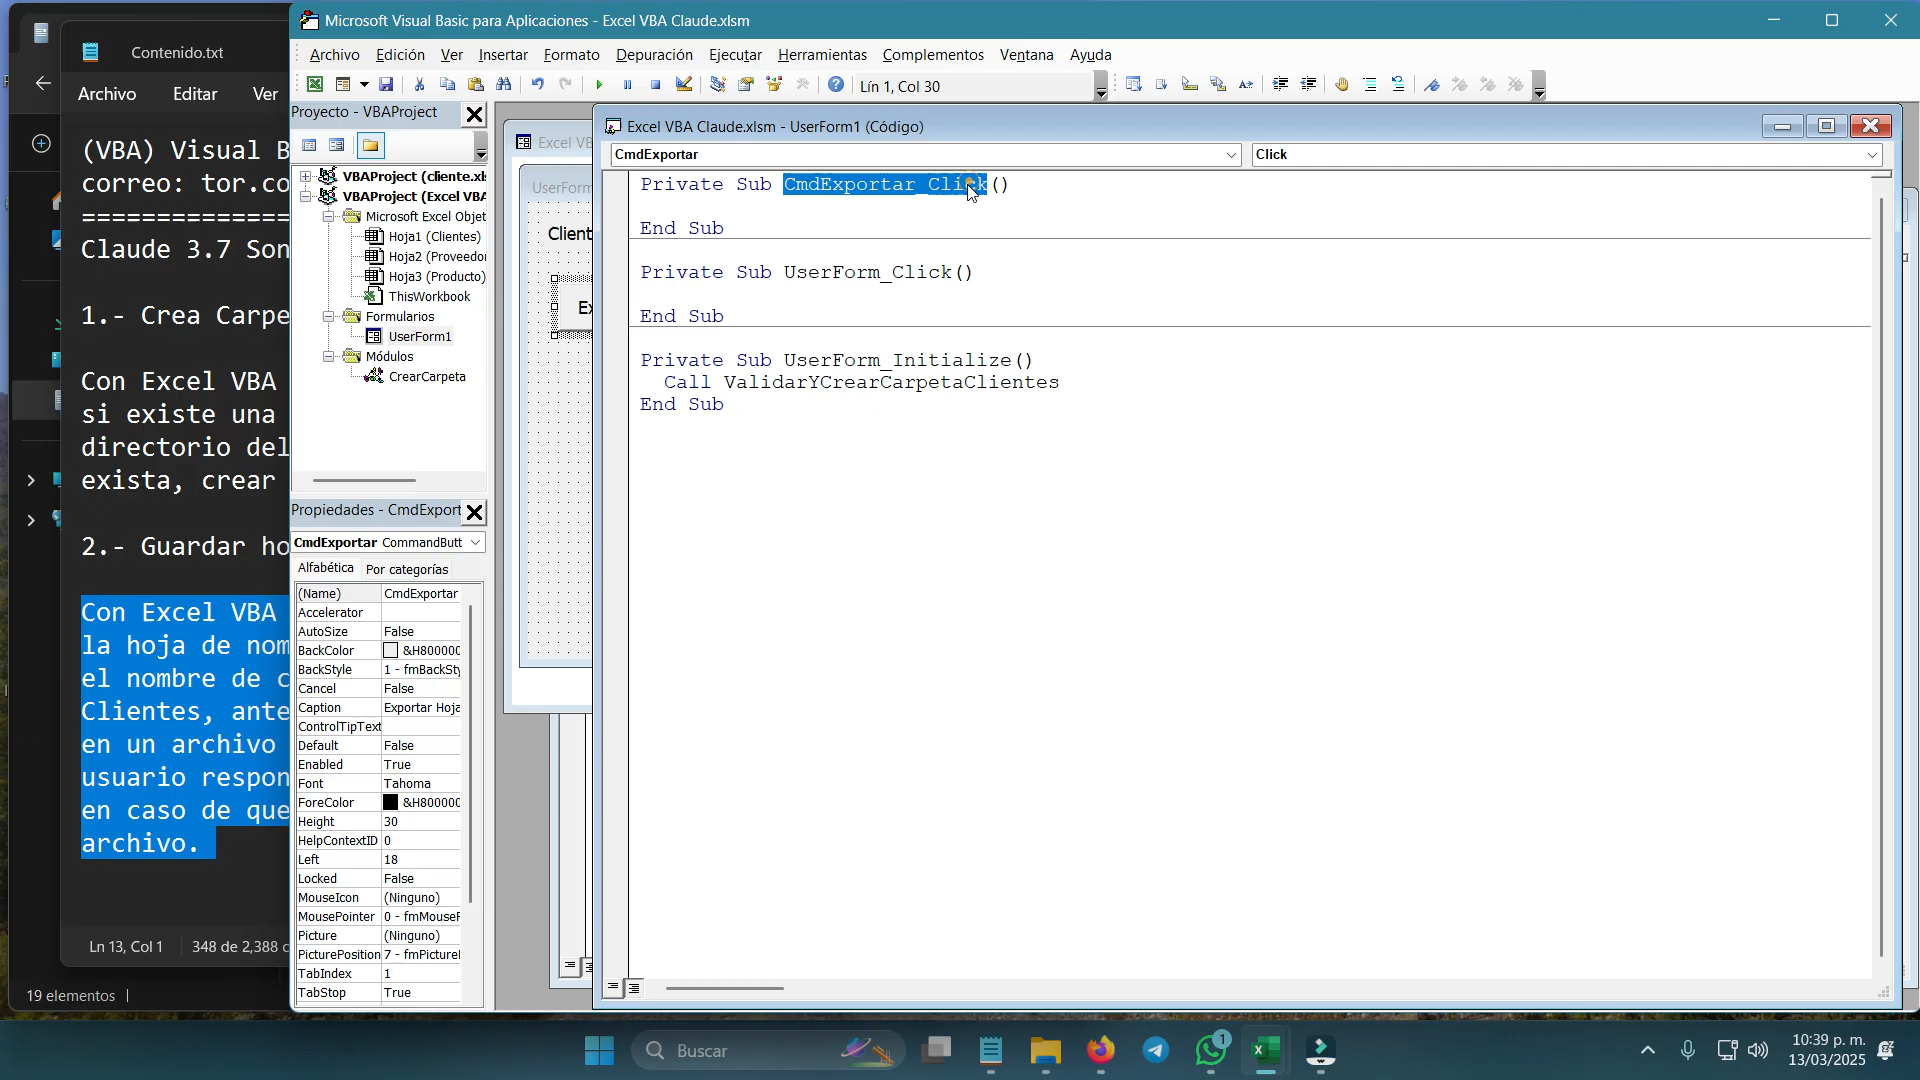 Microsoft Visual Basic para Aplicaciones - Excel VBA Claude.xlsm
Contenido.txt
Archivo Editar Ver
Archivo Edición Ver Insertar Formato Depuración Ejecutar Herramientas Complementos Ventana Ayuda
Lín 1, Col 30
Proyecto - VBAProject
VBAProject (cliente.xls
VBAProject (Excel VBA
Microsoft Excel Objet
Hoja1 (Clientes)
Hoja2 (Proveedor
Hoja3 (Producto)
ThisWorkbook
Formularios
UserForm1
Módulos
CrearCarpeta
Propiedades - CmdExport
CmdExportar CommandButt
Alfabética Por categorías
(Name) CmdExportar
Accelerator
AutoSize False
BackColor &H800000
BackStyle 1 - fmBackSty
Cancel False
Caption Exportar Hoja
ControlTipText
Default False
Enabled True
Font Tahoma
ForeColor &H800000
Height 30
HelpContextID 0
Left 18
Locked False
MouseIcon (Ninguno)
MousePointer 0 - fmMouseP
Picture (Ninguno)
PicturePosition 7 - fmPictureI
TabIndex 1
TabStop True
(VBA) Visual B
correo: tor.co
==============
Claude 3.7 Son
1.- Crea Carpe
Con Excel VBA
si existe una
directorio del
exista, crear
2.- Guardar ho
Con Excel VBA
la hoja de nom
el nombre de c
Clientes, ante
en un archivo
usuario respon
en caso de que
archivo.
Ln 13, Col 1 348 de 2,388 c
19 elementos
Excel VB
UserForm
Client
Ex
Excel VBA Claude.xlsm - UserForm1 (Código)
CmdExportar Click
Private Sub CmdExportar_Click()
End Sub
Private Sub UserForm_Click()
End Sub
Private Sub UserForm_Initialize()
Call ValidarYCrearCarpetaClientes
End Sub
Buscar
1
10:39 p. m.
13/03/2025